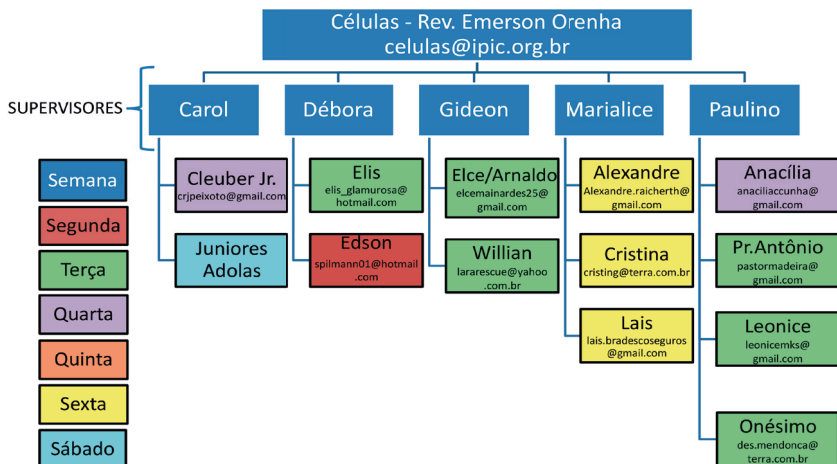 Células - Rev. Emerson Orenha
celulas@ipic.org.br
SUPERVISORES
Carol
Débora
Gideon
Marialice
Paulino
Semana
Segunda
Terça
Quarta
Quinta
Sexta
Sábado
Cleuber Jr.
crjpeixoto@gmail.com
Juniores
Adolas
Elis
elis_glamurosa@
hotmail.com
Edson
spilmann01@hotmail
.com
Elce/Arnaldo
elcemainardes25@
gmail.com
Willian
lararescue@yahoo
.com.br
Alexandre
Alexandre.raicherth@
gmail.com
Cristina
cristing@terra.com.br
Lais
lais.bradescoseguros
@gmail.com
Anacília
anaciliaccunha@
gmail.com
Pr.Antônio
pastormadeira@
gmail.com
Leonice
leonicemks@
gmail.com
Onésimo
des.mendonca@
terra.com.br